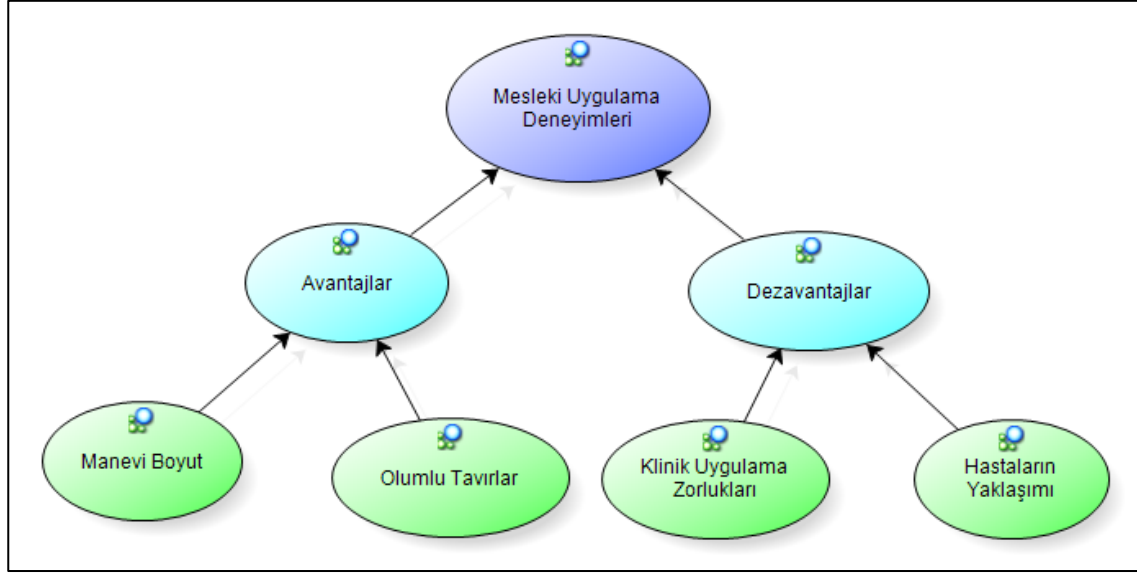 Mesleki Uygulama
Deneyimleri
Avantajlar
Dezavantajlar
Manevi Boyut
Olumlu Tavırlar
Klinik Uygulama
Zorlukları
Hastaların
Yaklaşımı